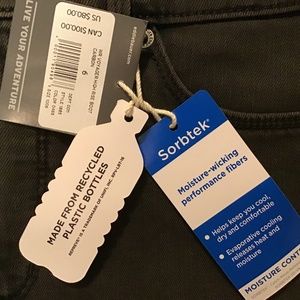 LIVE YOUR ADVENTURE
US $80.00
CAN $100.00
6
MADE FROM RECYCLED
PLASTIC BOTTLES
Sorbtek
Moisture-wicking
performance fibers
Helps keep you cool,
dry and comfortable
Evaporative cooling
releases heat and
moisture
MOISTURE CONT